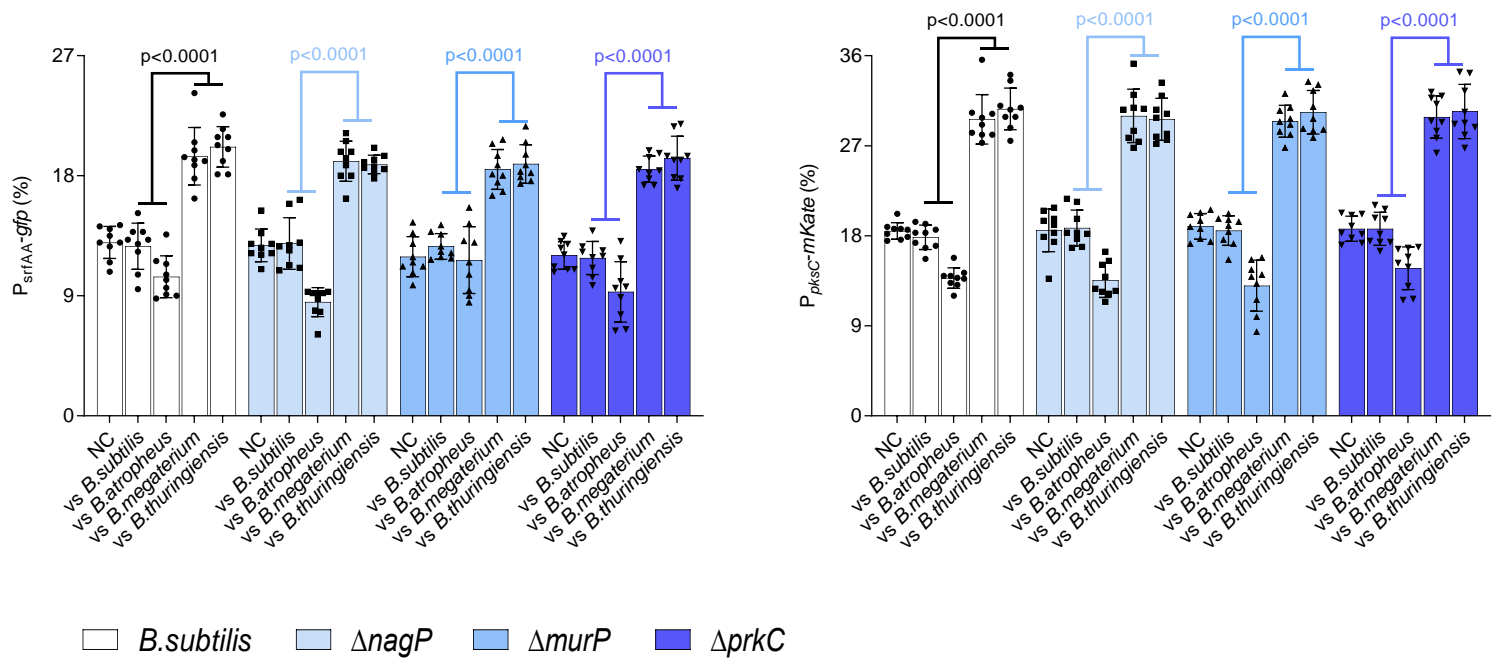 p<0.0001 p<0.0001 p<0.0001 p<0.0001
27
18
9
0
PsrfAA-gfp (%)
NC vs B.subtilis vs B.atropheus vs B.megaterium vs B.thuringiensis
NC vs B.subtilis vs B.atropheus vs B.megaterium vs B.thuringiensis
NC vs B.subtilis vs B.atropheus vs B.megaterium vs B.thuringiensis
NC vs B.subtilis vs B.atropheus vs B.megaterium vs B.thuringiensis
p<0.0001 p<0.0001 p<0.0001 p<0.0001
36
27
18
9
0
PpksC-mKate (%)
NC vs B.subtilis vs B.atropheus vs B.megaterium vs B.thuringiensis
NC vs B.subtilis vs B.atropheus vs B.megaterium vs B.thuringiensis
NC vs B.subtilis vs B.atropheus vs B.megaterium vs B.thuringiensis
NC vs B.subtilis vs B.atropheus vs B.megaterium vs B.thuringiensis
B.subtilis ΔnagP ΔmurP ΔprkC